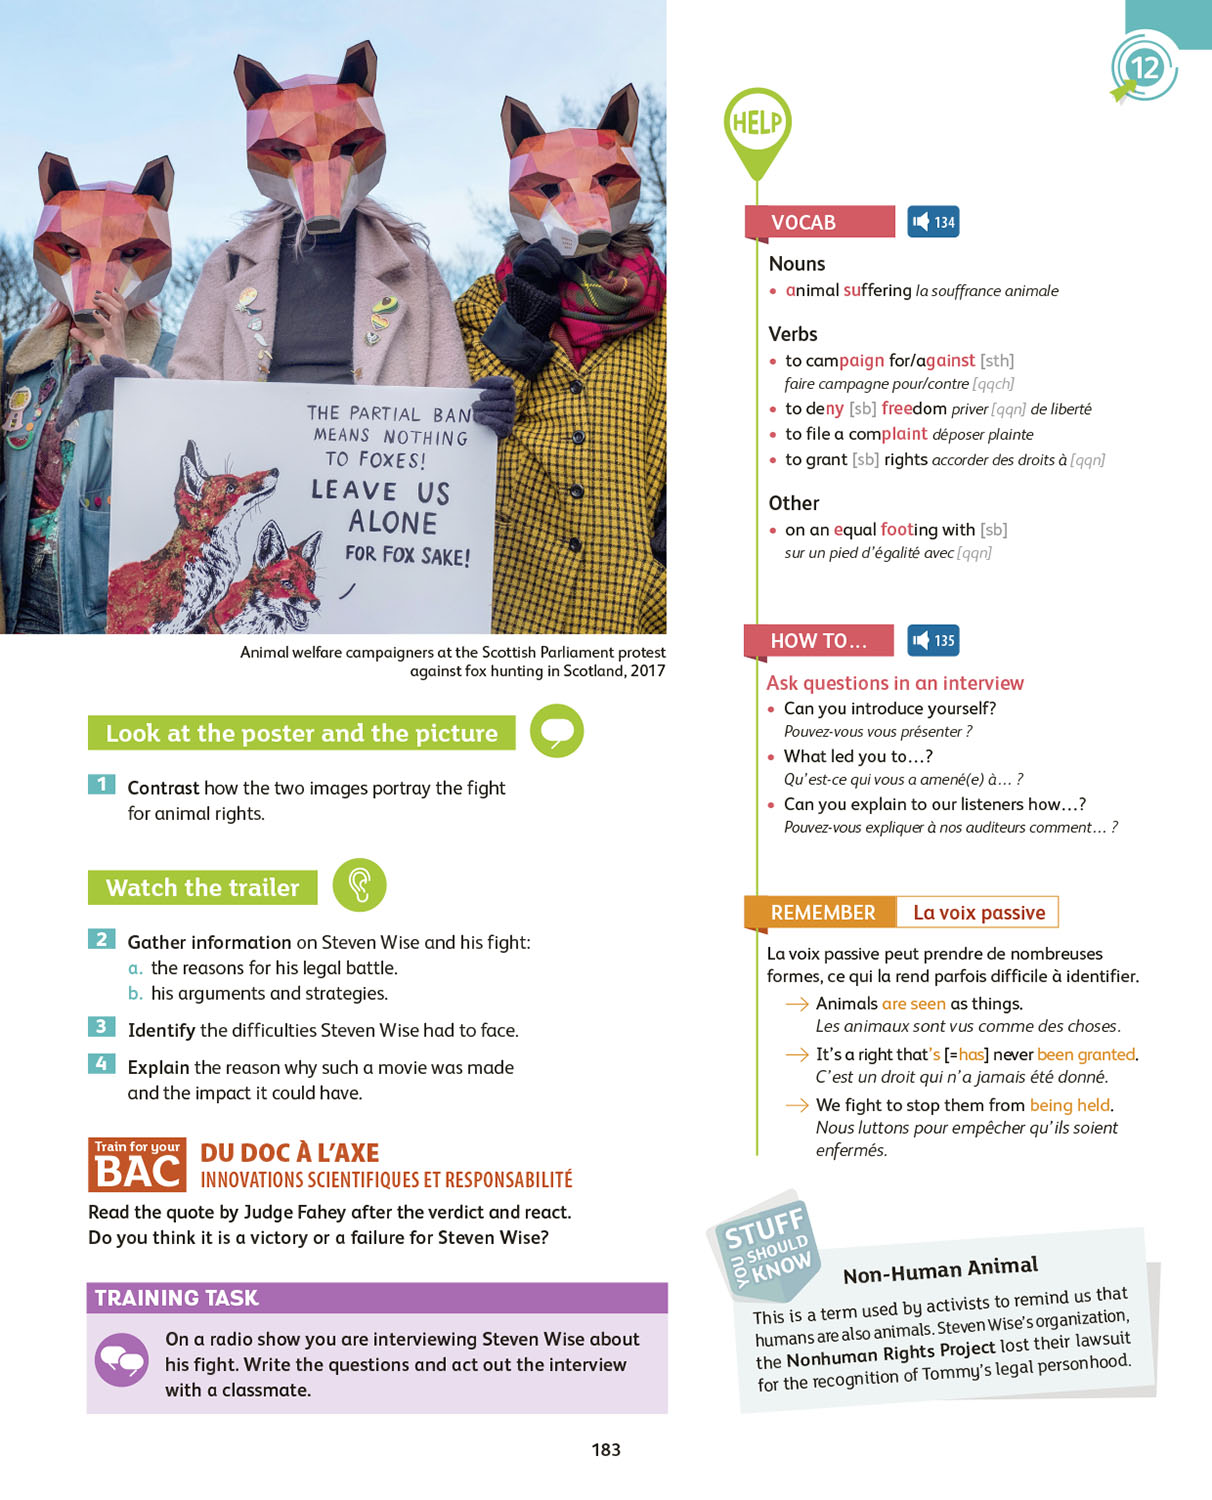 12
THE PARTIAL BAN
MEANS NOTHING
TO FOXES!
LEAVE US
ALONE
FOR FOX SAKE!
Animal welfare campaigners at the Scottish Parliament protest
against fox hunting in Scotland, 2017
Look at the poster and the picture
1 Contrast how the two images portray the fight
for animal rights.
Watch the trailer
2 Gather information on Steven Wise and his fight:
a. the reasons for his legal battle.
b. his arguments and strategies.
3 Identify the difficulties Steven Wise had to face.
4 Explain the reason why such a movie was made
and the impact it could have.
Train for your
BAC
DU DOC À L'AXE
INNOVATIONS SCIENTIFIQUES ET RESPONSABILITÉ
Read the quote by Judge Fahey after the verdict and react.
Do you think it is a victory or a failure for Steven Wise?
TRAINING TASK
On a radio show you are interviewing Steven Wise about
his fight. Write the questions and act out the interview
with a classmate.
HELP
VOCAB 134
Nouns
• animal suffering la souffrance animale
Verbs
• to campaign for/against [sth]
faire campagne pour/contre [qqch]
• to deny [sb] freedom priver [qqn] de liberté
• to file a complaint déposer plainte
• to grant [sb] rights accorder des droits à [qqn]
Other
• on an equal footing with [sb]
sur un pied d'égalité avec [qqn]
HOW TO... 135
Ask questions in an interview
• Can you introduce yourself?
Pouvez-vous vous présenter ?
• What led you to...?
Qu'est-ce qui vous a amené(e) à... ?
• Can you explain to our listeners how...?
Pouvez-vous expliquer à nos auditeurs comment... ?
REMEMBER La voix passive
La voix passive peut prendre de nombreuses
formes, ce qui la rend parfois difficile à identifier.
→ Animals are seen as things.
Les animaux sont vus comme des choses.
→ It's a right that's [=has] never been granted.
C'est un droit qui n'a jamais été donné.
→ We fight to stop them from being held.
Nous luttons pour empêcher qu'ils soient
enfermés.
STUFF
YOU SHOULD
KNOW
Non-Human Animal
This is a term used by activists to remind us that
humans are also animals. Steven Wise's organization,
the Nonhuman Rights Project lost their lawsuit
for the recognition of Tommy's legal personhood.
183